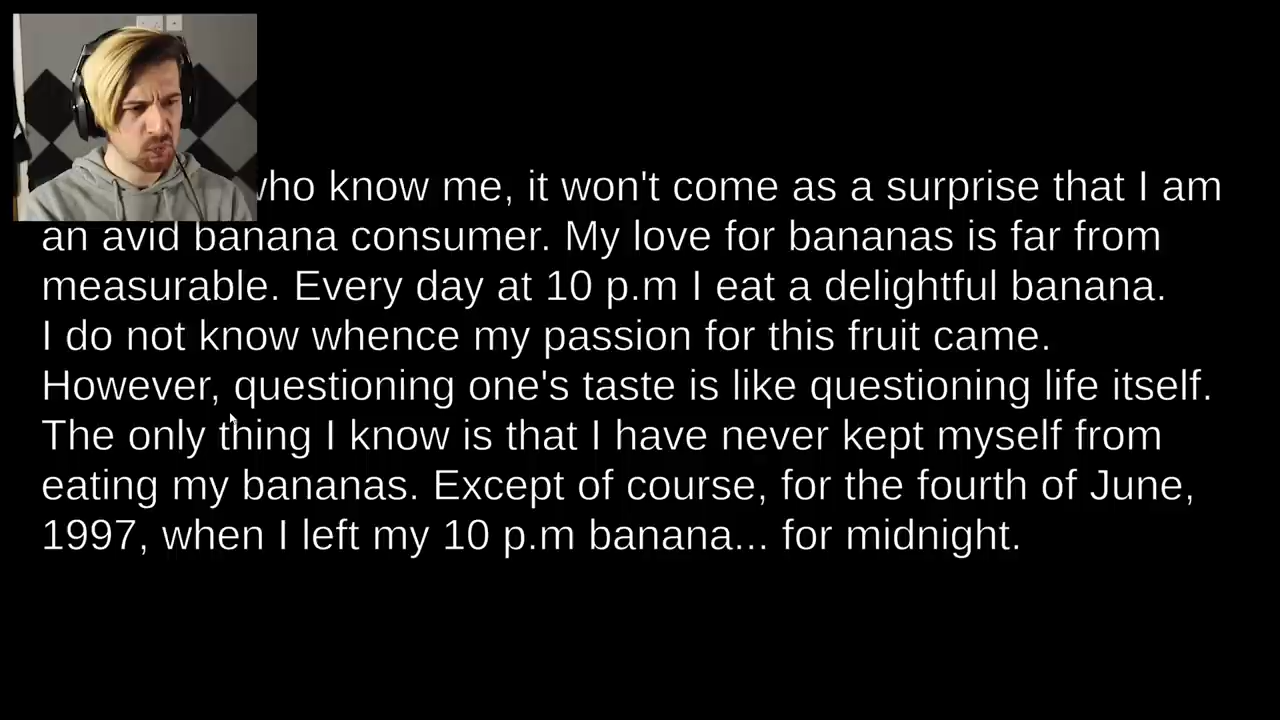 who know me, it won't come as a surprise that I am
an avid banana consumer. My love for bananas is far from
measurable. Every day at 10 p.m I eat a delightful banana.
I do not know whence my passion for this fruit came.
However, questioning one's taste is like questioning life itself.
The only thing I know is that I have never kept myself from
eating my bananas. Except of course, for the fourth of June,
1997, when I left my 10 p.m banana... for midnight.